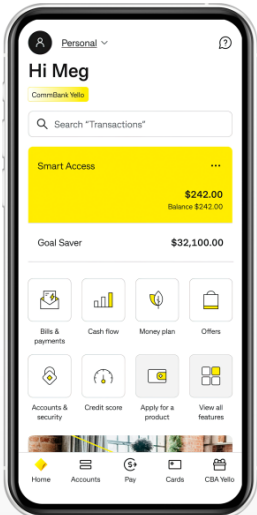 Personal
Hi Meg
CommBank Yello
Search "Transactions"
Smart Access
$242.00
Balance $242.00
Goal Saver $32,100.00
Bills & payments
Cash flow
Money plan
Offers
Accounts & security
Credit score
Apply for a product
View all features
Home Accounts Pay Cards CBA Yello